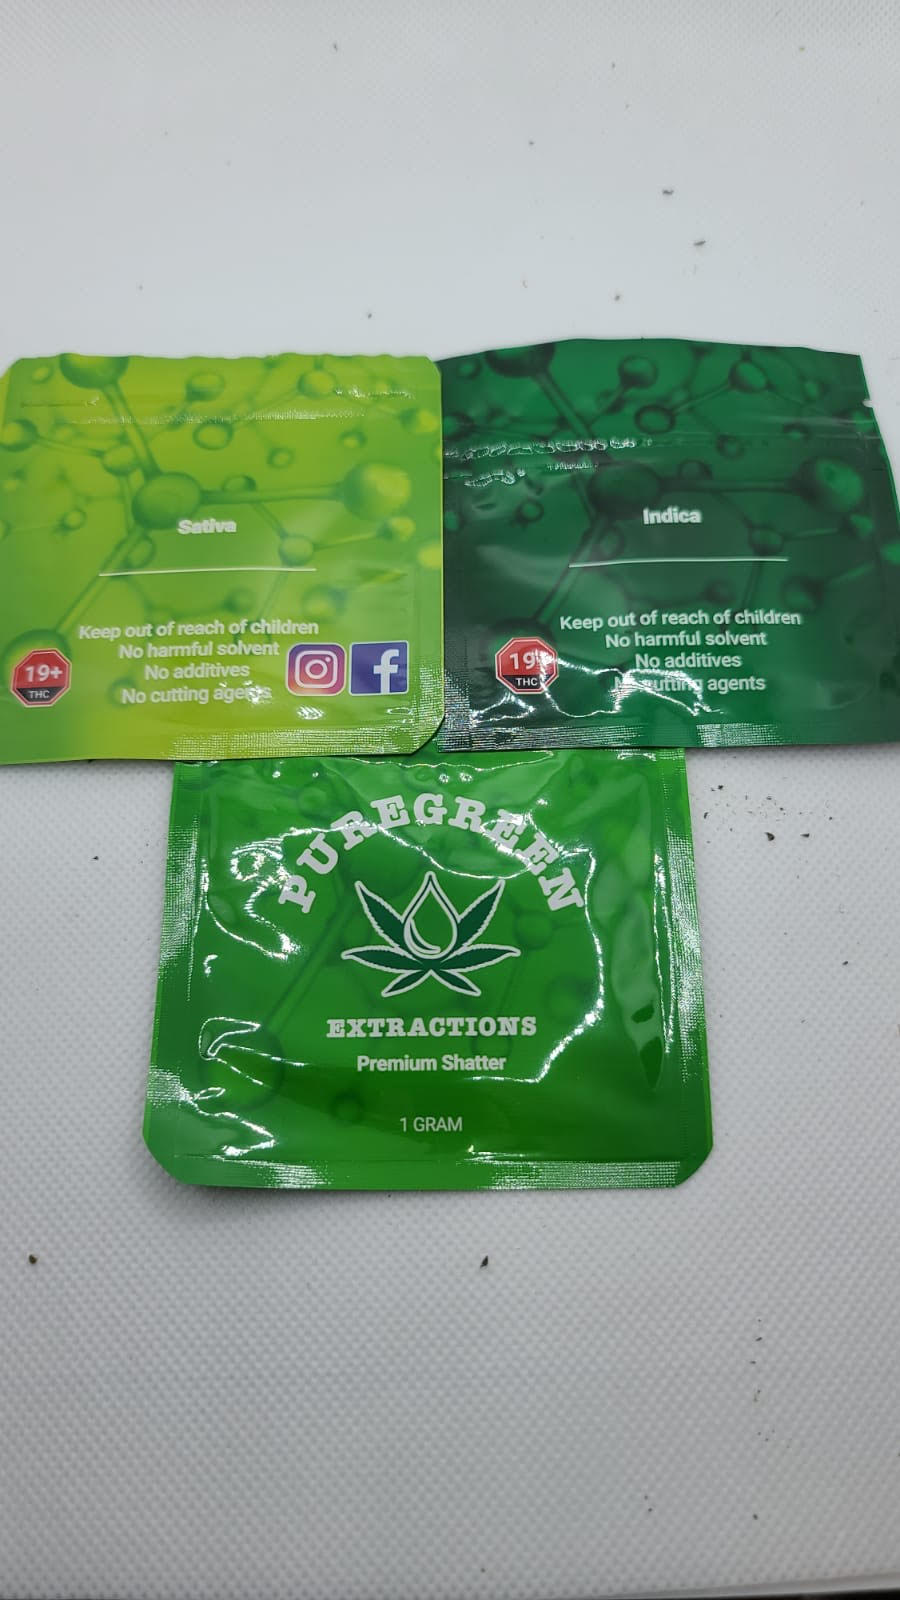 Sativa
Keep out of reach of children
No harmful solvent
No additives
No cutting agents
19+
THC
Indica
Keep out of reach of children
No harmful solvent
No additives
No cutting agents
19+
THC
PUREGREEN
EXTRACTIONS
Premium Shatter
1 GRAM